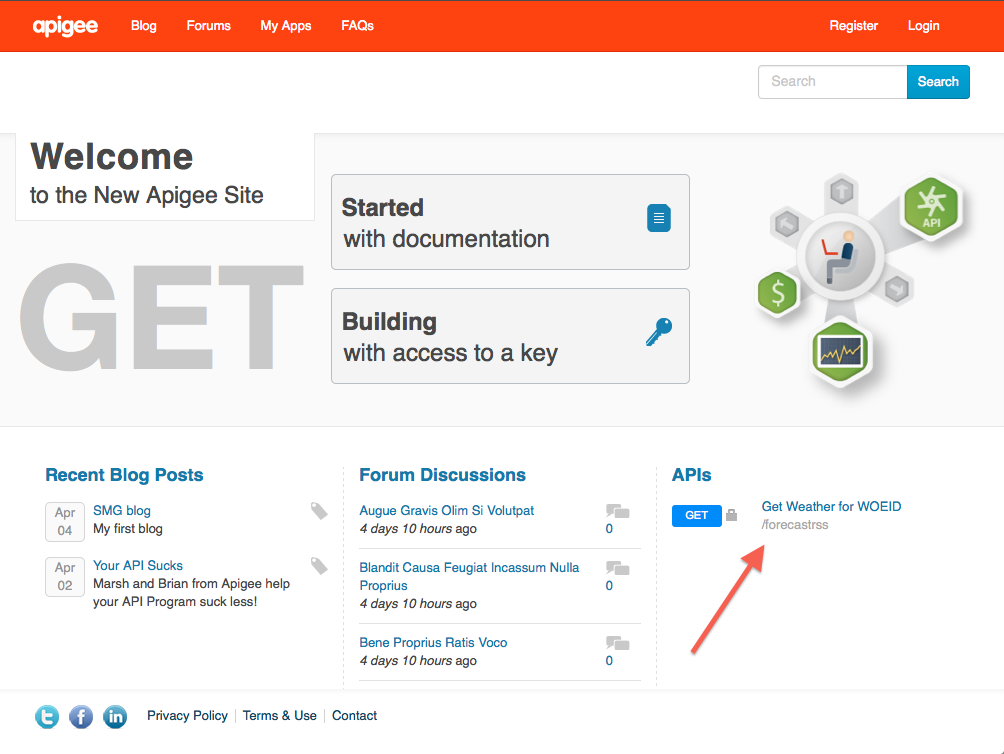 apigee Blog Forums My Apps FAQs Register Login
Search Search
Welcome
to the New Apigee Site
GET
Started
with documentation
Building
with access to a key
API
$
Recent Blog Posts
Apr 04
SMG blog
My first blog
Apr 02
Your API Sucks
Marsh and Brian from Apigee help
your API Program suck less!
Forum Discussions
Augue Gravis Olim Si Volutpat
4 days 10 hours ago 0
Blandit Causa Feugiat Incassum Nulla
Proprius
4 days 10 hours ago 0
Bene Proprius Ratis Voco
4 days 10 hours ago 0
APIs
GET Get Weather for WOEID
/forecastrss
t f in Privacy Policy Terms & Use Contact